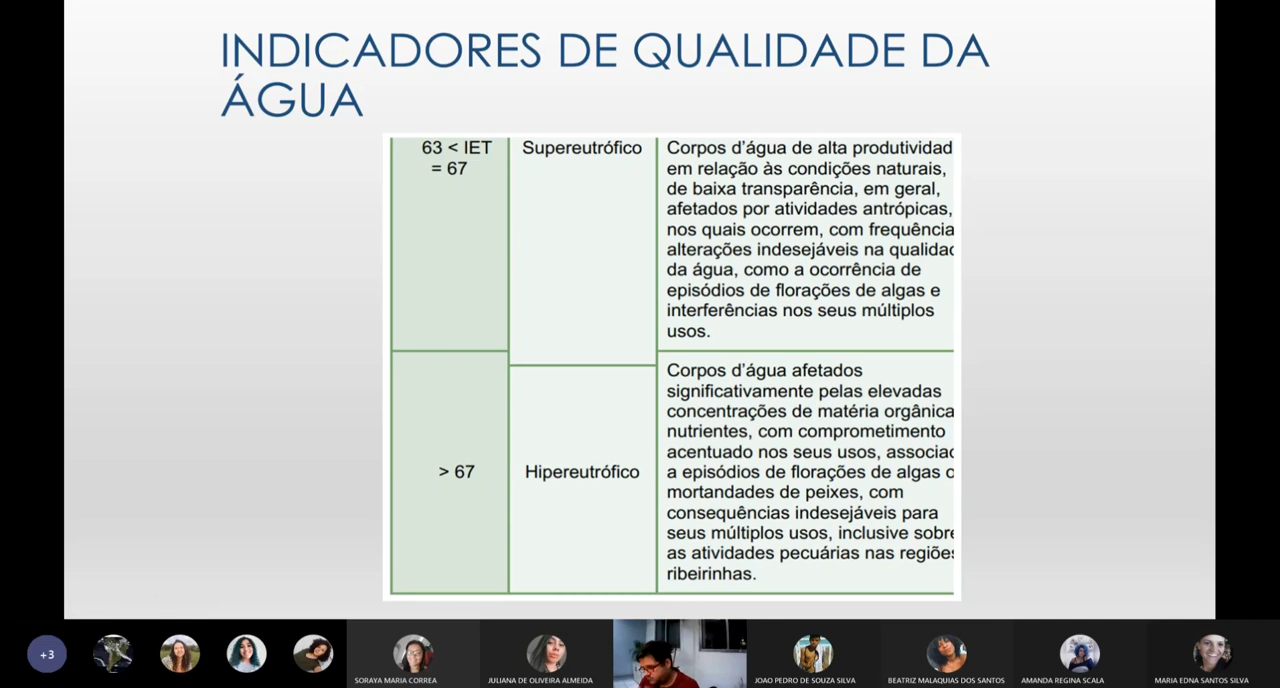 INDICADORES DE QUALIDADE DA
ÁGUA
63 < IET
= 67
Supereutrófico
Corpos d'água de alta produtividad
em relação às condições naturais,
de baixa transparência, em geral,
afetados por atividades antrópicas,
nos quais ocorrem, com frequência
alterações indesejáveis na qualidad
da água, como a ocorrência de
episódios de florações de algas e
interferências nos seus múltiplos
usos.
> 67
Hipereutrófico
Corpos d'água afetados
significativamente pelas elevadas
concentrações de matéria orgânica
nutrientes, com comprometimento
acentuado nos seus usos, associad
a episódios de florações de algas o
mortandades de peixes, com
consequências indesejáveis para
seus múltiplos usos, inclusive sobre
as atividades pecuárias nas regiões
ribeirinhas.
+3
SORAYA MARIA CORREA
JULIANA DE OLIVEIRA ALMEIDA
JOAO PEDRO DE SOUZA SILVA
BEATRIZ MALAQUIAS DOS SANTOS
AMANDA REGINA SCALA
MARIA EDNA SANTOS SILVA